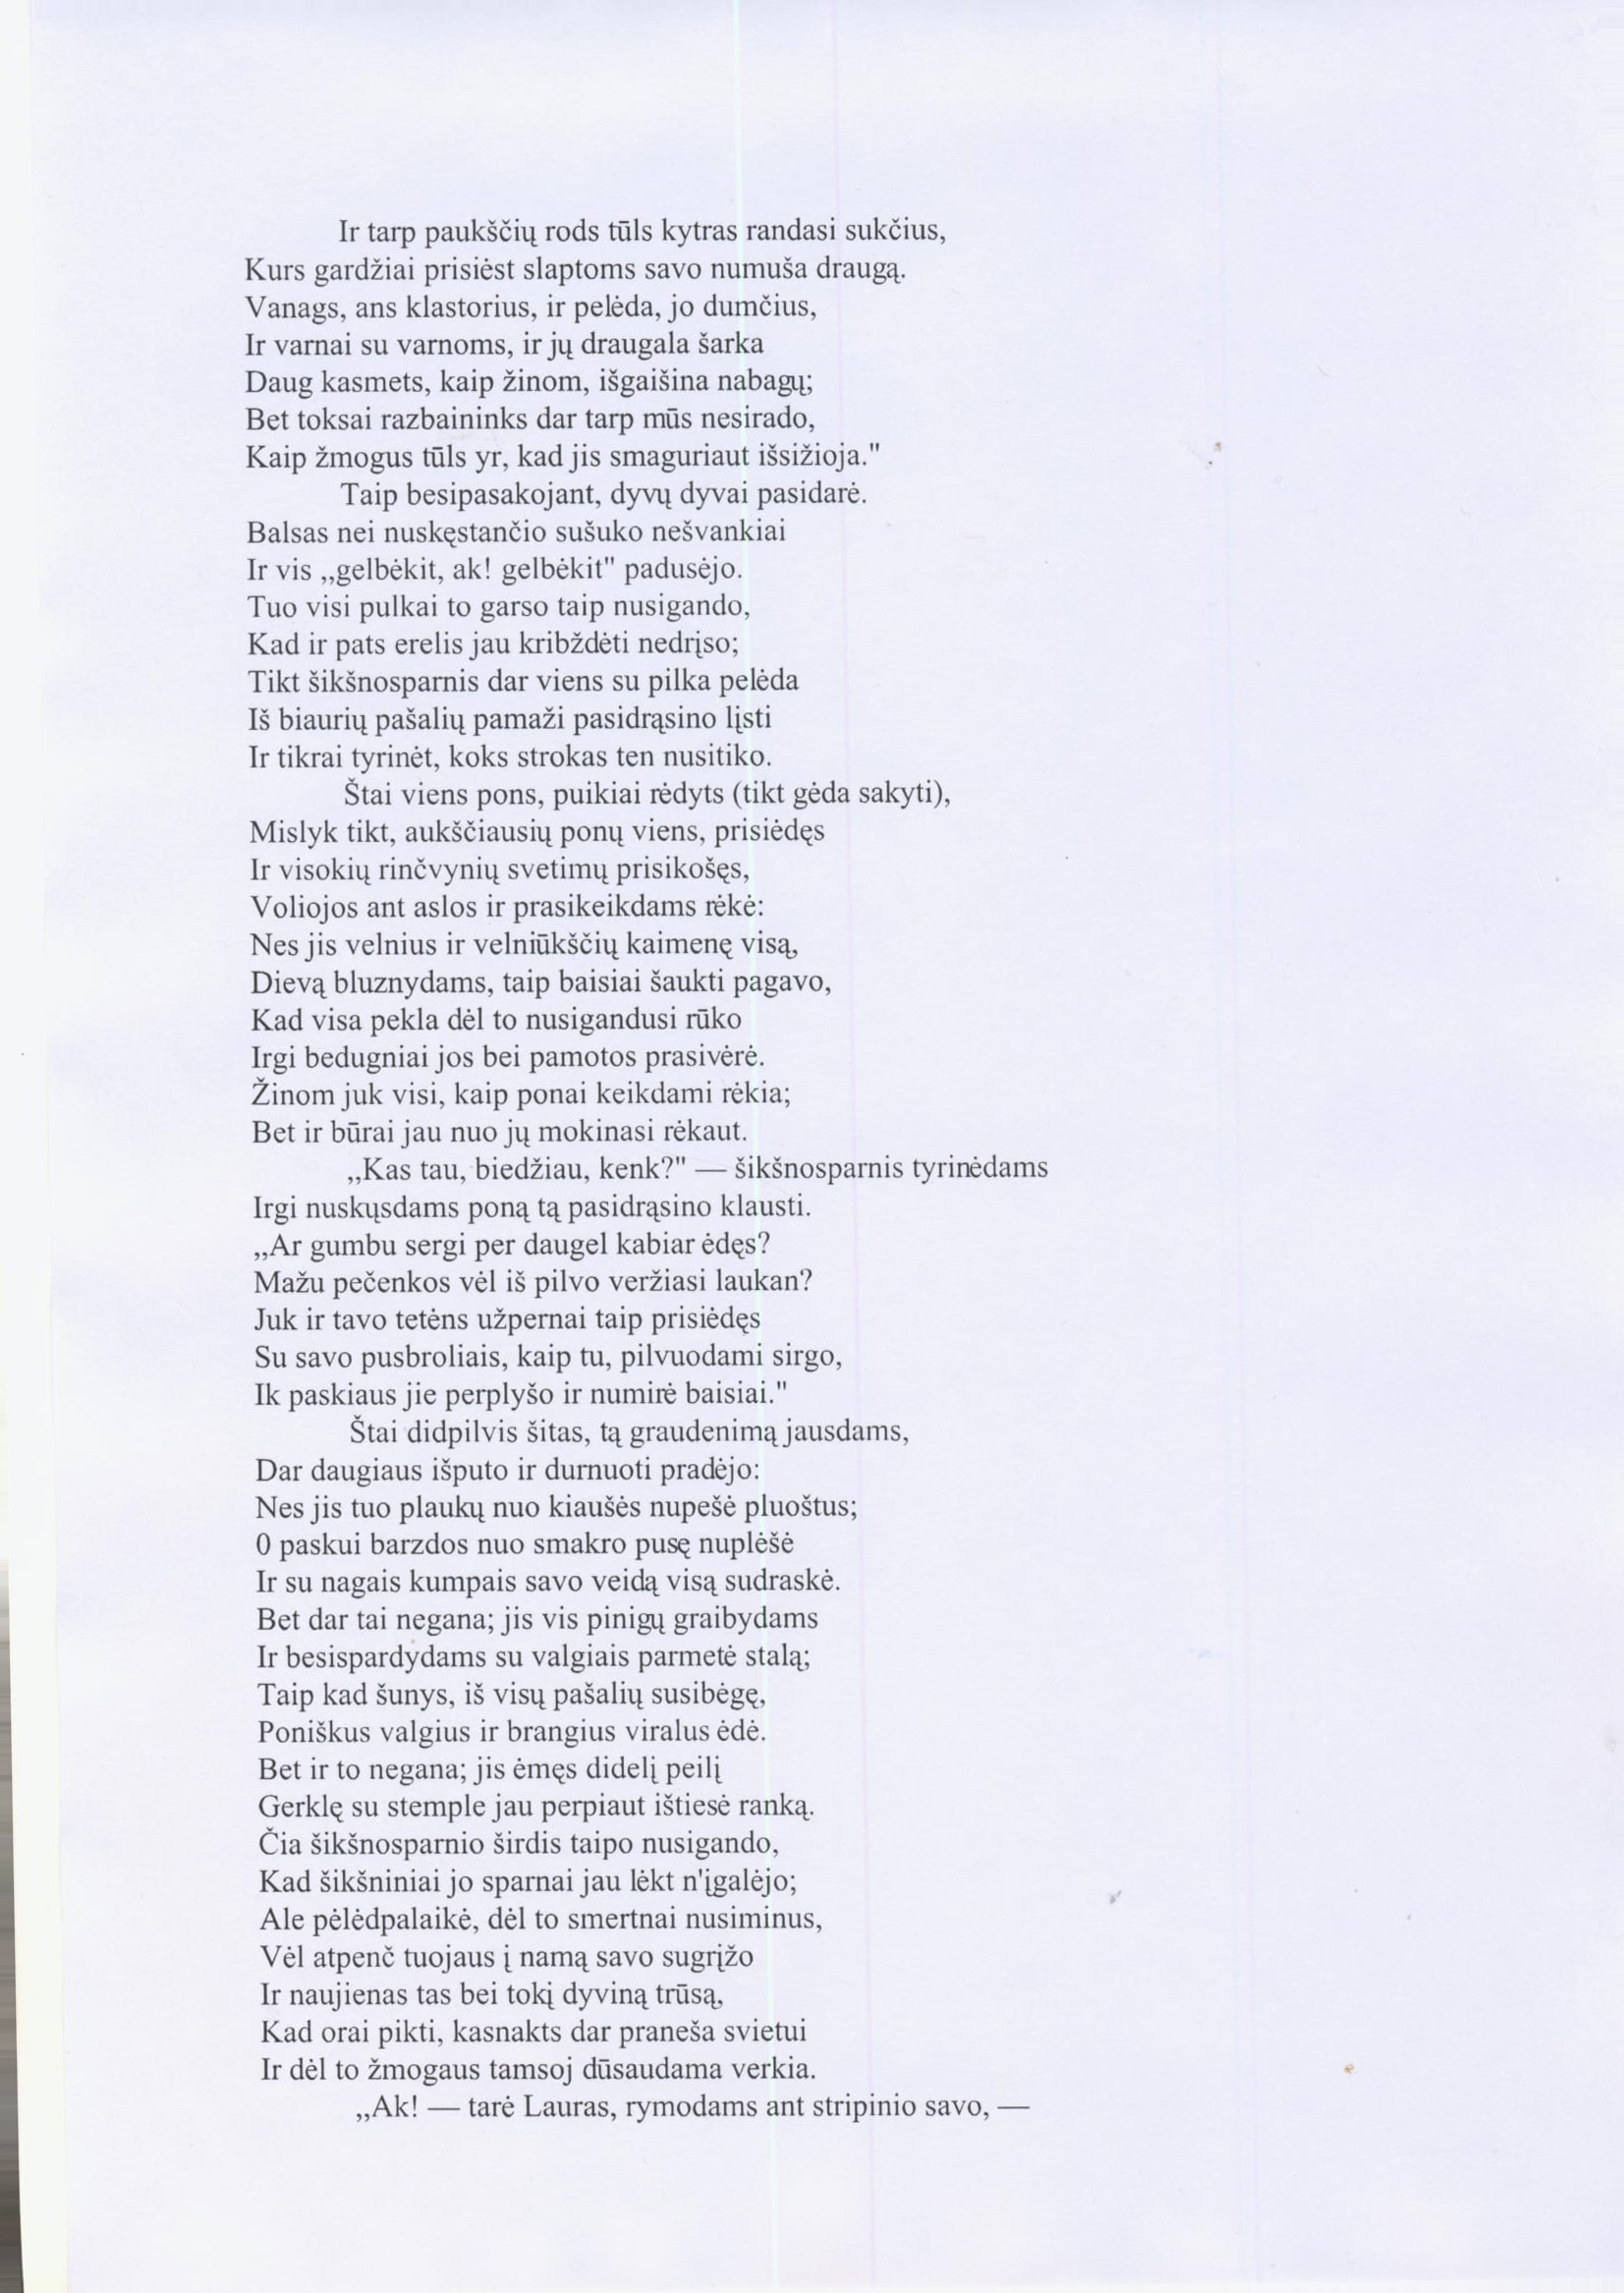 Ir tarp paukščių rods tūls kytras randasi sukčius,
Kurs gardžiai prisiėst slaptoms savo numuša draugą.
Vanags, ans klastorius, ir pelėda, jo dumčius,
Ir varnai su varnoms, ir jų draugala šarka
Daug kasmets, kaip žinom, išgaišina nabagų;
Bet toksai razbaininks dar tarp mūs nesirado,
Kaip žmogus tūls yr, kad jis smaguriaut išsižioja."
Taip besipasakojant, dyvų dyvai pasidarė.
Balsas nei nuskęstančio sušuko nešvankiai
Ir vis „gelbėkit, ak! gelbėkit" padusėjo.
Tuo visi pulkai to garso taip nusigando,
Kad ir pats erelis jau kribždėti nedrįso;
Tikt šikšnosparnis dar viens su pilka pelėda
Iš biaurių pašalių pamaži pasidrąsino lįsti
Ir tikrai tyrinėt, koks strokas ten nusitiko.
Štai viens pons, puikiai rėdyts (tikt gėda sakyti),
Mislyk tikt, aukščiausių ponų viens, prisiėdęs
Ir visokių rinčvynių svetimų prisikošęs,
Voliojos ant aslos ir prasikeikdams rėkė:
Nes jis velnius ir velniūkščių kaimenę visą,
Dievą bluznydams, taip baisiai šaukti pagavo,
Kad visa pekla dėl to nusigandusi rūko
Irgi bedugniai jos bei pamotos prasivėrė.
Žinom juk visi, kaip ponai keikdami rėkia;
Bet ir būrai jau nuo jų mokinasi rėkaut.
„Kas tau, biedžiau, kenk?" — šikšnosparnis tyrinėdams
Irgi nuskųsdams poną tą pasidrąsino klausti.
„Ar gumbu sergi per daugel kabiar ėdęs?
Mažu pečenkos vėl iš pilvo veržiasi laukan?
Juk ir tavo tetėns užpernai taip prisiėdęs
Su savo pusbroliais, kaip tu, pilvuodami sirgo,
Ik paskiaus jie perplyšo ir numirė baisiai."
Štai didpilvis šitas, tą graudenimą jausdams,
Dar daugiaus išputo ir durnuoti pradėjo:
Nes jis tuo plaukų nuo kiaušės nupešė pluoštus;
0 paskui barzdos nuo smakro pusę nuplėšė
Ir su nagais kumpais savo veidą visą sudraskė.
Bet dar tai negana; jis vis pinigų graibydams
Ir besispardydams su valgiais parmetė stalą;
Taip kad šunys, iš visų pašalių susibėgę,
Poniškus valgius ir brangius viralus ėdė.
Bet ir to negana; jis ėmęs didelį peilį
Gerklę su stemple jau perpiaut ištiesė ranką.
Čia šikšnosparnio širdis taipo nusigando,
Kad šikšniniai jo sparnai jau lėkt n'įgalėjo;
Ale pėlėdpalaikė, dėl to smertnai nusiminus,
Vėl atpenč tuojaus į namą savo sugrįžo
Ir naujienas tas bei tokį dyviną trūsą,
Kad orai pikti, kasnakts dar praneša svietui
Ir dėl to žmogaus tamsoj dūsaudama verkia.
„Ak! — tarė Lauras, rymodams ant stripinio savo, —